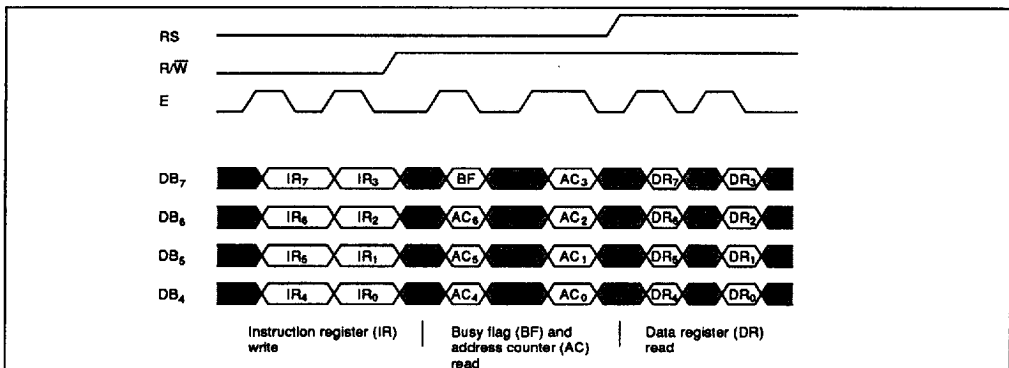 RS
R/W̅
E
DB₇ IR₇ IR₃ BF AC₃ DR₇ DR₃
DB₆ IR₆ IR₂ AC₆ AC₂ DR₆ DR₂
DB₅ IR₅ IR₁ AC₅ AC₁ DR₅ DR₁
DB₄ IR₄ IR₀ AC₄ AC₀ DR₄ DR₀
Instruction register (IR)
write
Busy flag (BF) and
address counter (AC)
read
Data register (DR)
read